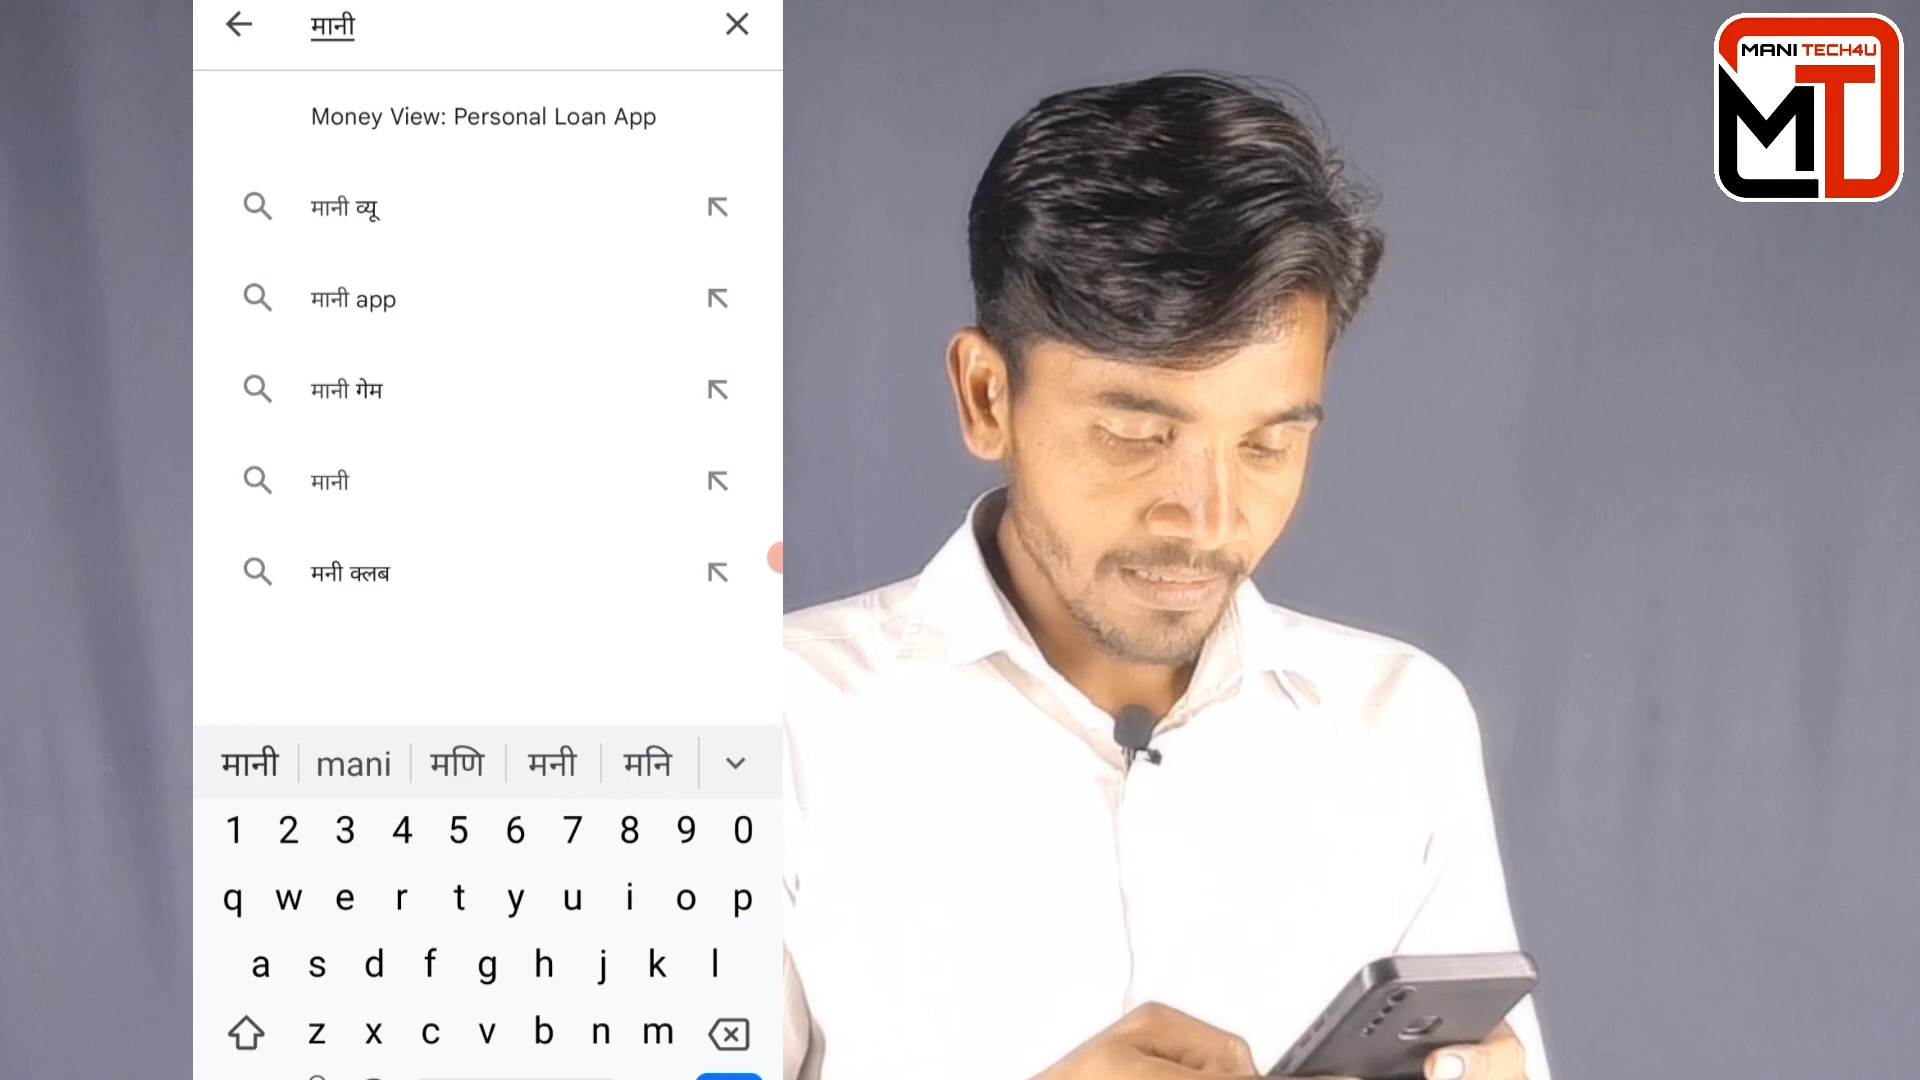 मानी
Money View: Personal Loan App
मानी व्यू
मानी app
मानी गेम
मानी
मनी क्लब
मानी mani मणि मनी मनि
1 2 3 4 5 6 7 8 9 0
q w e r t y u i o p
a s d f g h j k l
z x c v b n m
MANI TECH4U
MT